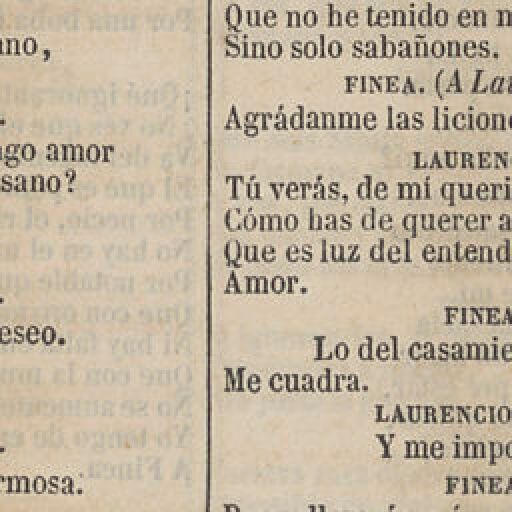 ano,
ago amor
sano?
eseo.
rmosa.
Que no he tenido en m
Sino solo sabañones.
FINEA. (A Lau
Agrádanme las licione
LAURENC
Tú verás, de mí queri
Cómo has de querer a
Que es luz del entend
Amor.
FINEA
Lo del casamie
Me cuadra.
LAURENCIO
Y me impo
FINEA